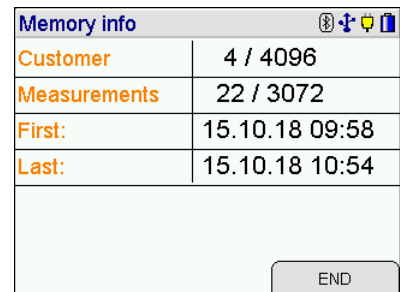 Memory info
Customer 4 / 4096
Measurements 22 / 3072
First: 15.10.18 09:58
Last: 15.10.18 10:54
END